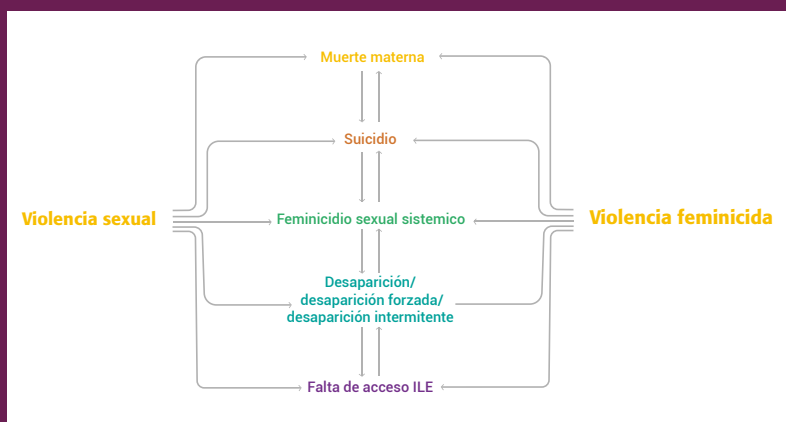 Muerte materna
Suicidio
Violencia sexual
Feminicidio sexual sistemico
Violencia feminicida
Desaparición/
desaparición forzada/
desaparición intermitente
Falta de acceso ILE